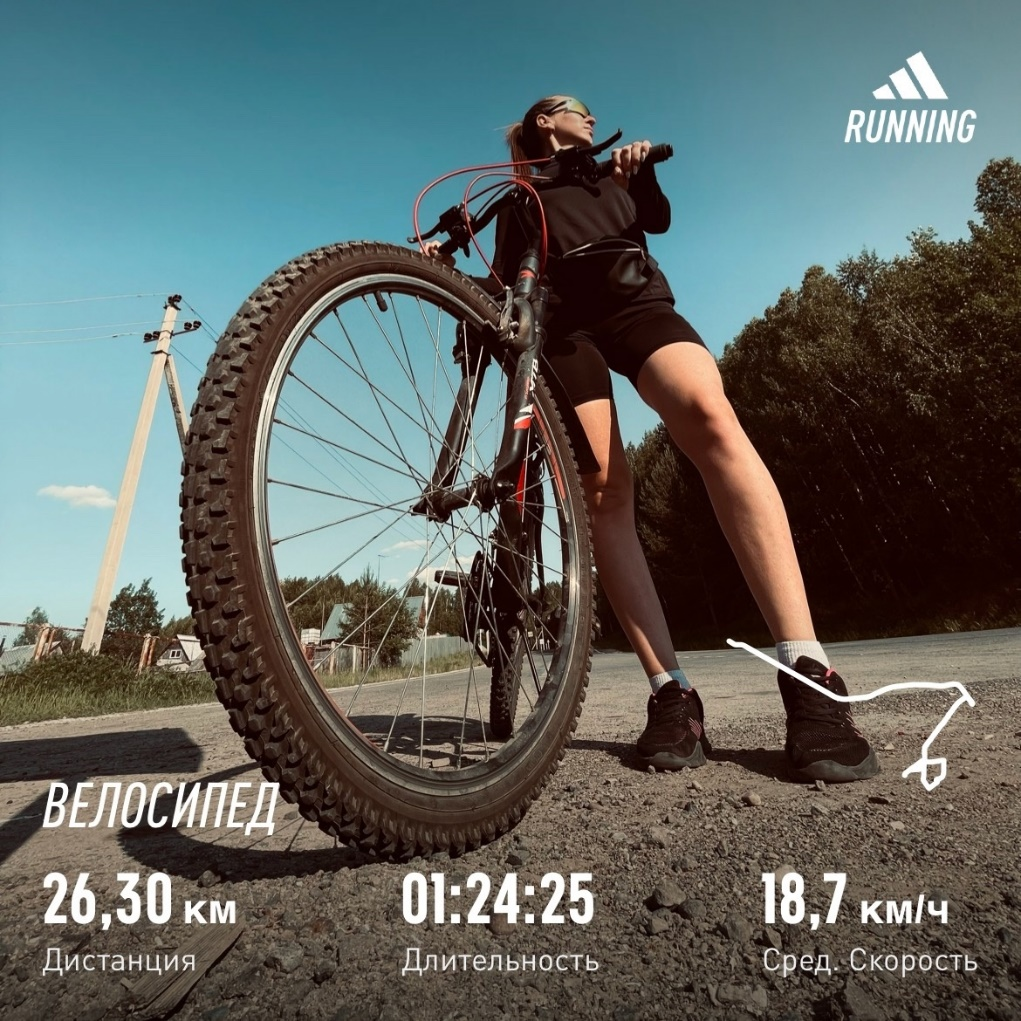 RUNNING
ВЕЛОСИПЕД
26,30 км
01:24:25
18,7 км/ч
Дистанция
Длительность
Сред. Скорость